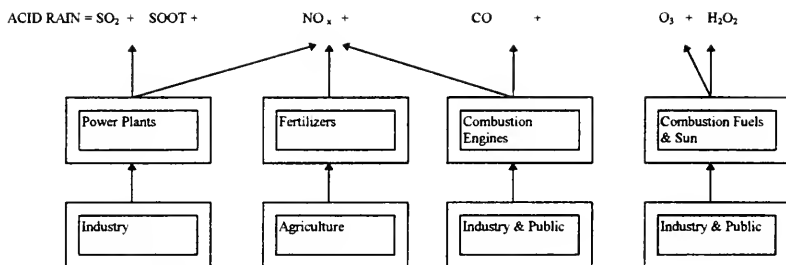 ACID RAIN = SO₂ + SOOT + NOₓ + CO + O₃ + H₂O₂
Power Plants
Fertilizers
Combustion
Engines
Combustion Fuels
& Sun
Industry
Agriculture
Industry & Public
Industry & Public